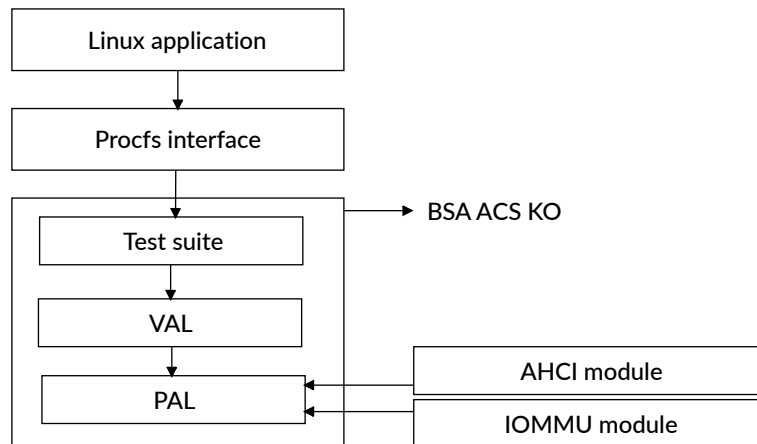 Linux application
Procfs interface
BSA ACS KO
Test suite
VAL
AHCI module
PAL
IOMMU module